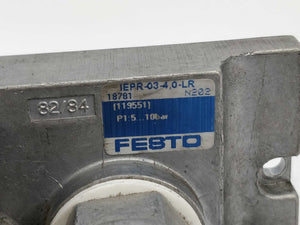 IEPR-03-4,0-LR
18781 N202
(119551)
P1:5...10bar
FESTO
82/84